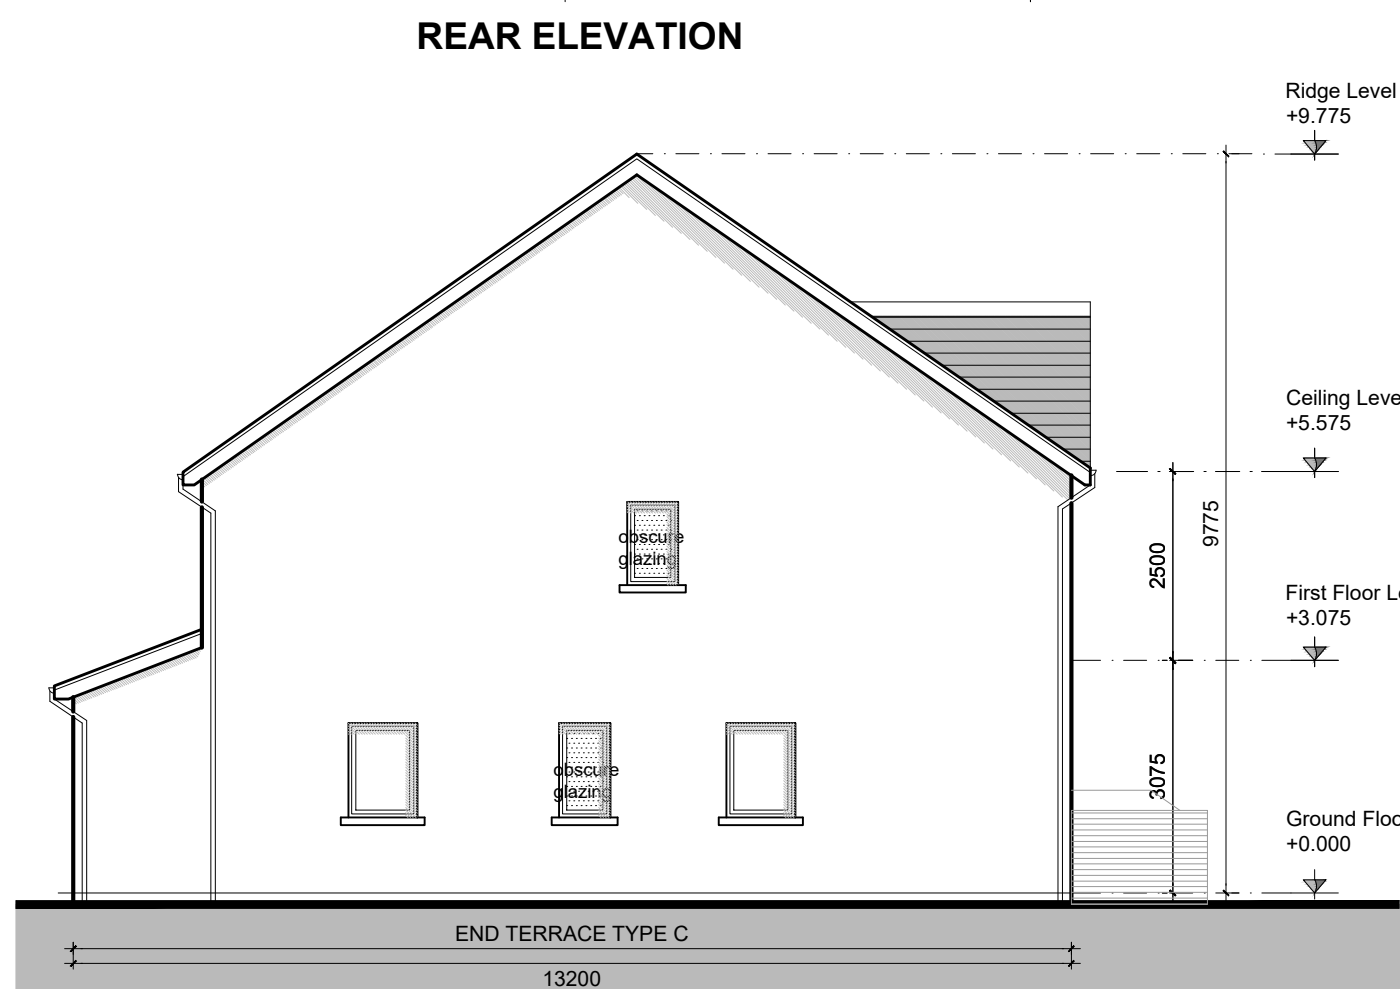 REAR ELEVATION
Ridge Level
+9.775
Ceiling Leve
+5.575
9775
2500
obscure
glazing
First Floor L
+3.075
3075
obscure
glazing
Ground Floo
+0.000
END TERRACE TYPE C
13200